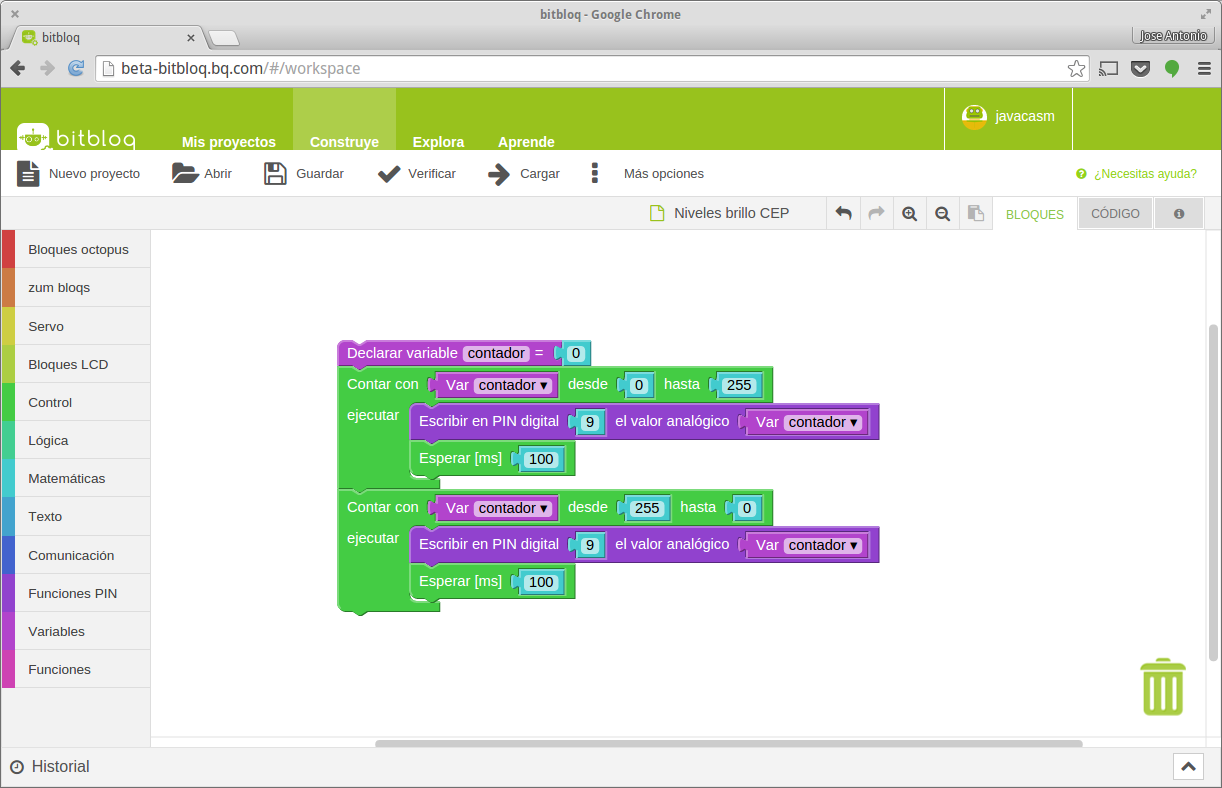 bitbloq - Google Chrome
bitbloq
Jose Antonio
beta-bitbloq.bq.com/#/workspace
bitbloq
Mis proyectos Construye Explora Aprende
javacasm
Nuevo proyecto Abrir Guardar Verificar Cargar Más opciones
¿Necesitas ayuda?
Niveles brillo CEP
BLOQUES CÓDIGO
Bloques octopus
zum bloqs
Servo
Bloques LCD
Control
Lógica
Matemáticas
Texto
Comunicación
Funciones PIN
Variables
Funciones
Declarar variable contador = 0
Contar con Var contador ▾ desde 0 hasta 255
ejecutar Escribir en PIN digital 9 el valor analógico Var contador ▾
Esperar [ms] 100
Contar con Var contador ▾ desde 255 hasta 0
ejecutar Escribir en PIN digital 9 el valor analógico Var contador ▾
Esperar [ms] 100
Historial